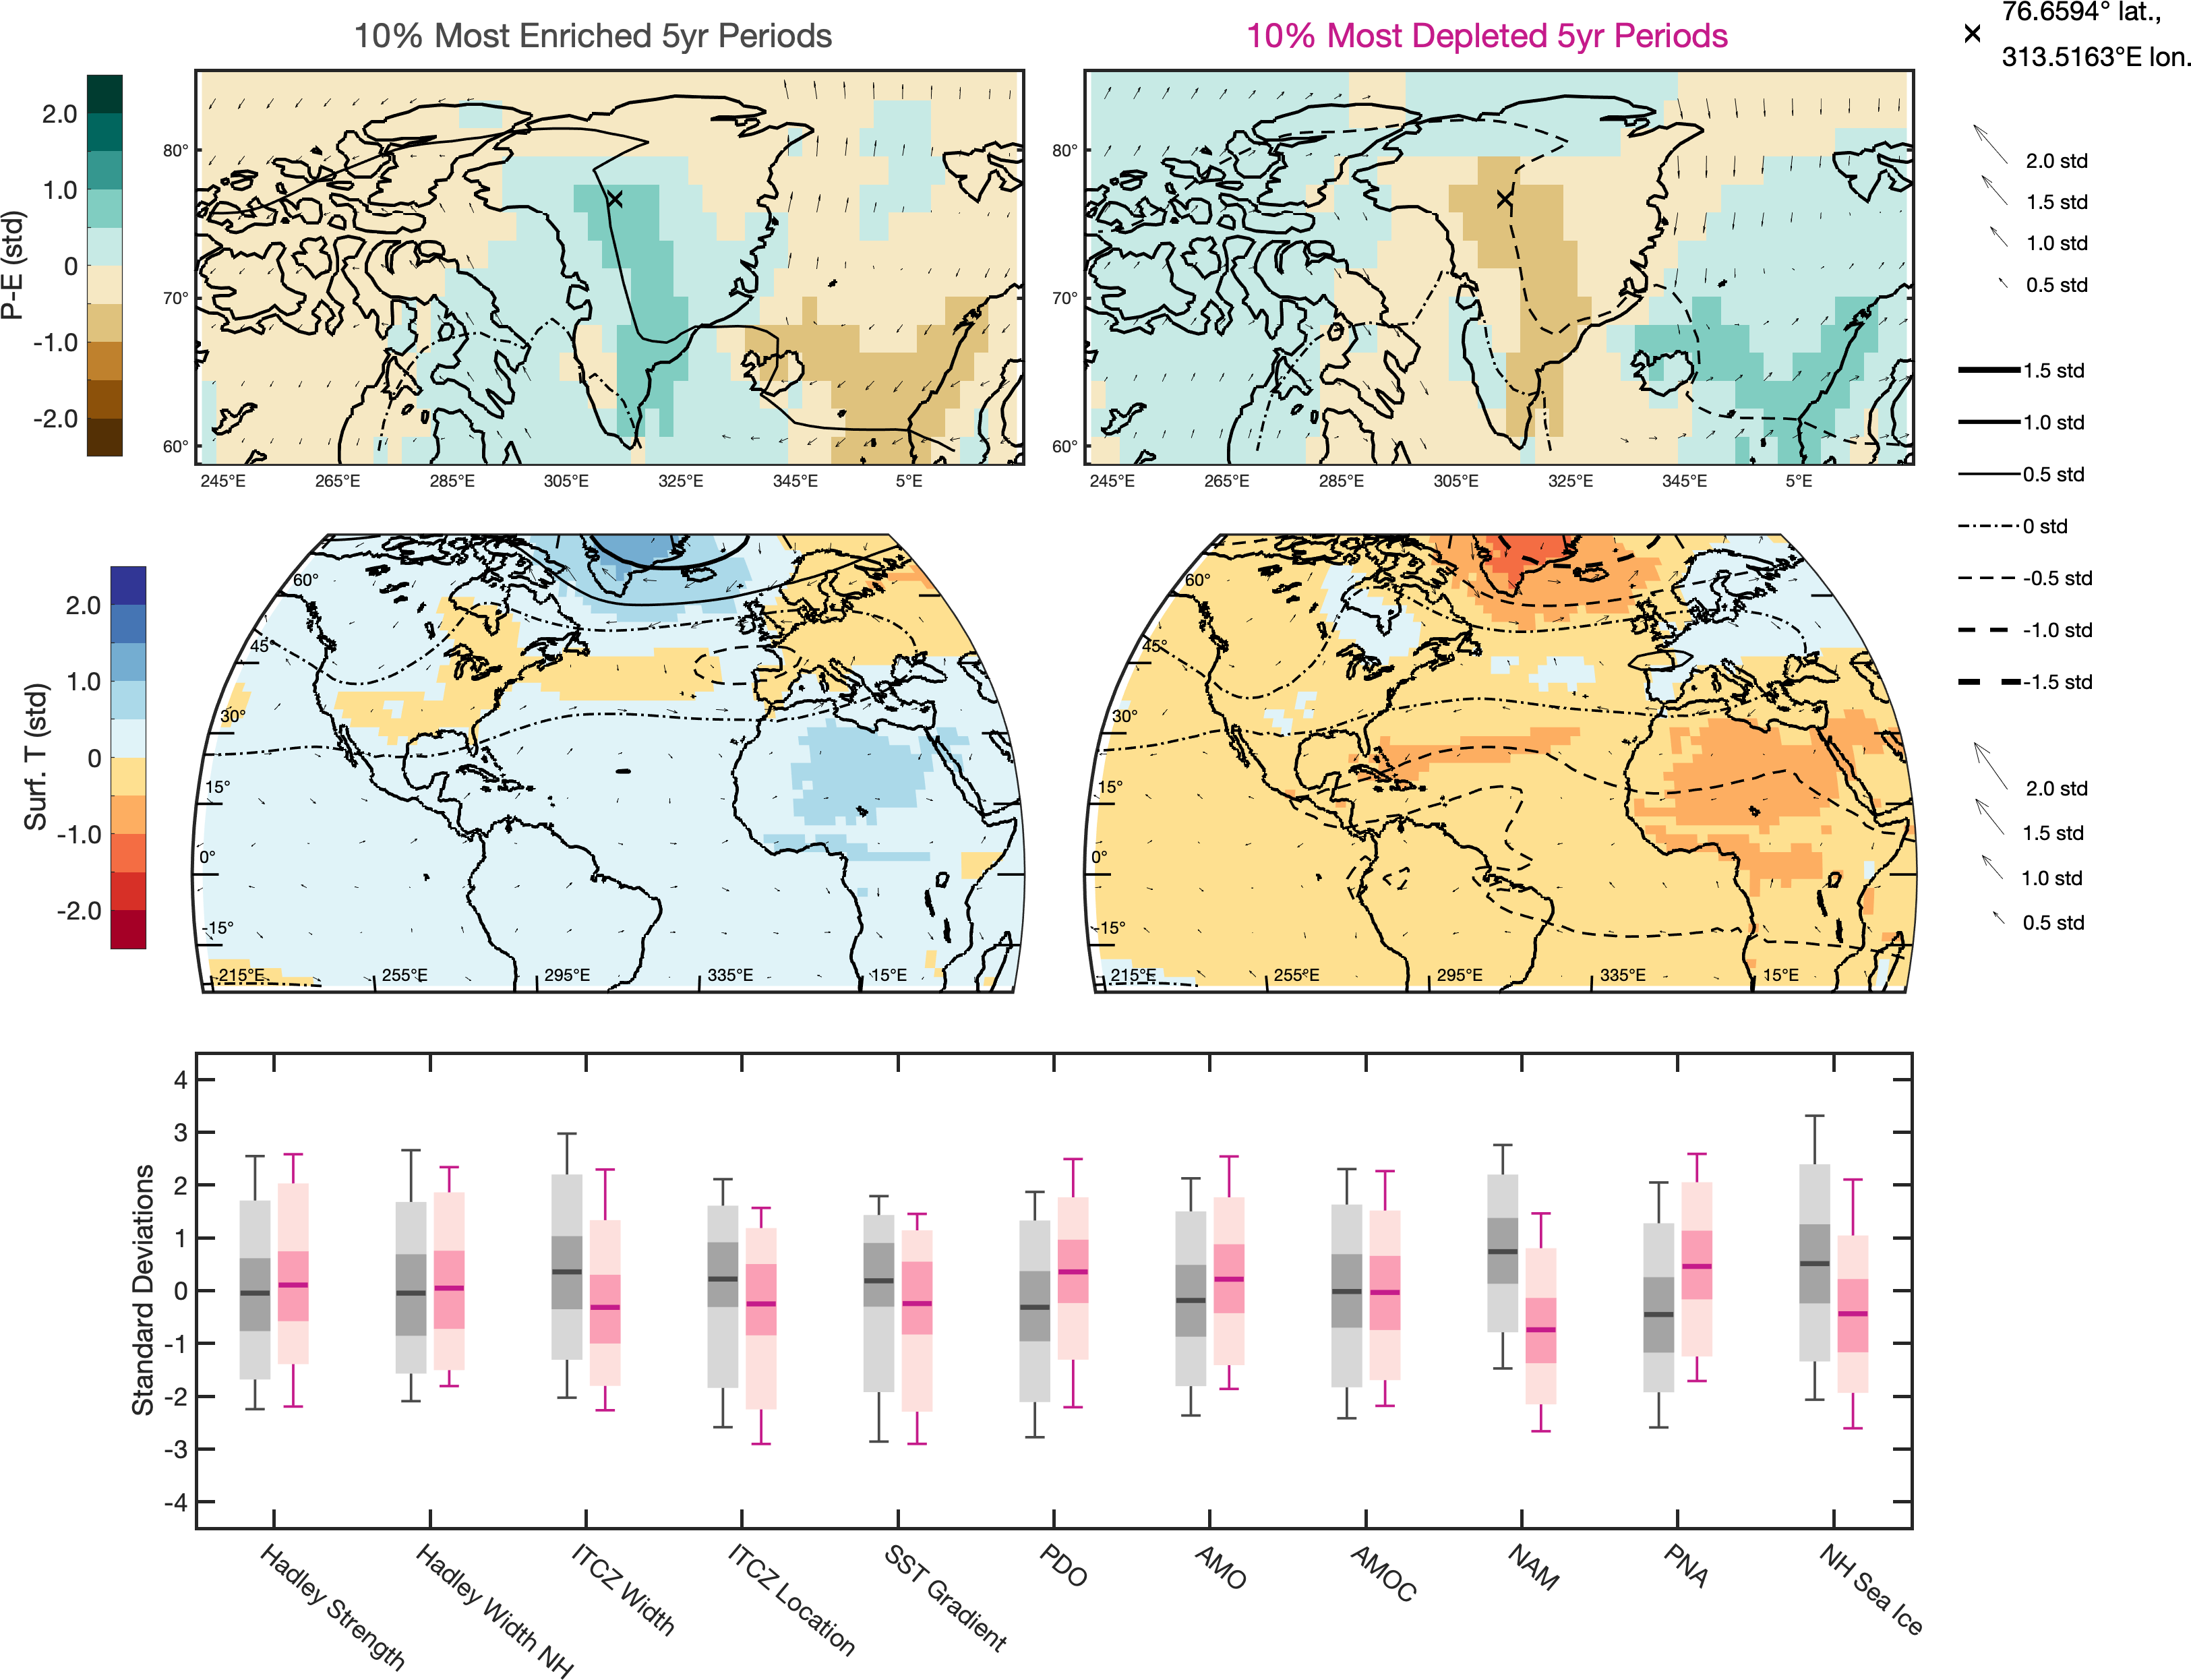 10% Most Enriched 5yr Periods
10% Most Depleted 5yr Periods
76.6594° lat.,
313.5163°E lon.
P-E (std)
2.0
1.0
0
-1.0
-2.0
80°
70°
60°
245°E 265°E 285°E 305°E 325°E 345°E 5°E
80°
70°
60°
245°E 265°E 285°E 305°E 325°E 345°E 5°E
2.0 std
1.5 std
1.0 std
0.5 std
1.5 std
1.0 std
0.5 std
0 std
-0.5 std
-1.0 std
-1.5 std
Surf. T (std)
2.0
1.0
0
-1.0
-2.0
60°
45°
30°
15°
0°
-15°
215°E 255°E 295°E 335°E 15°E
60°
45°
30°
15°
0°
-15°
215°E 255°E 295°E 335°E 15°E
2.0 std
1.5 std
1.0 std
0.5 std
Standard Deviations
4
3
2
1
0
-1
-2
-3
-4
Hadley Strength
Hadley Width NH
ITCZ Width
ITCZ Location
SST Gradient
PDO
AMO
AMOC
NAM
PNA
NH Sea Ice